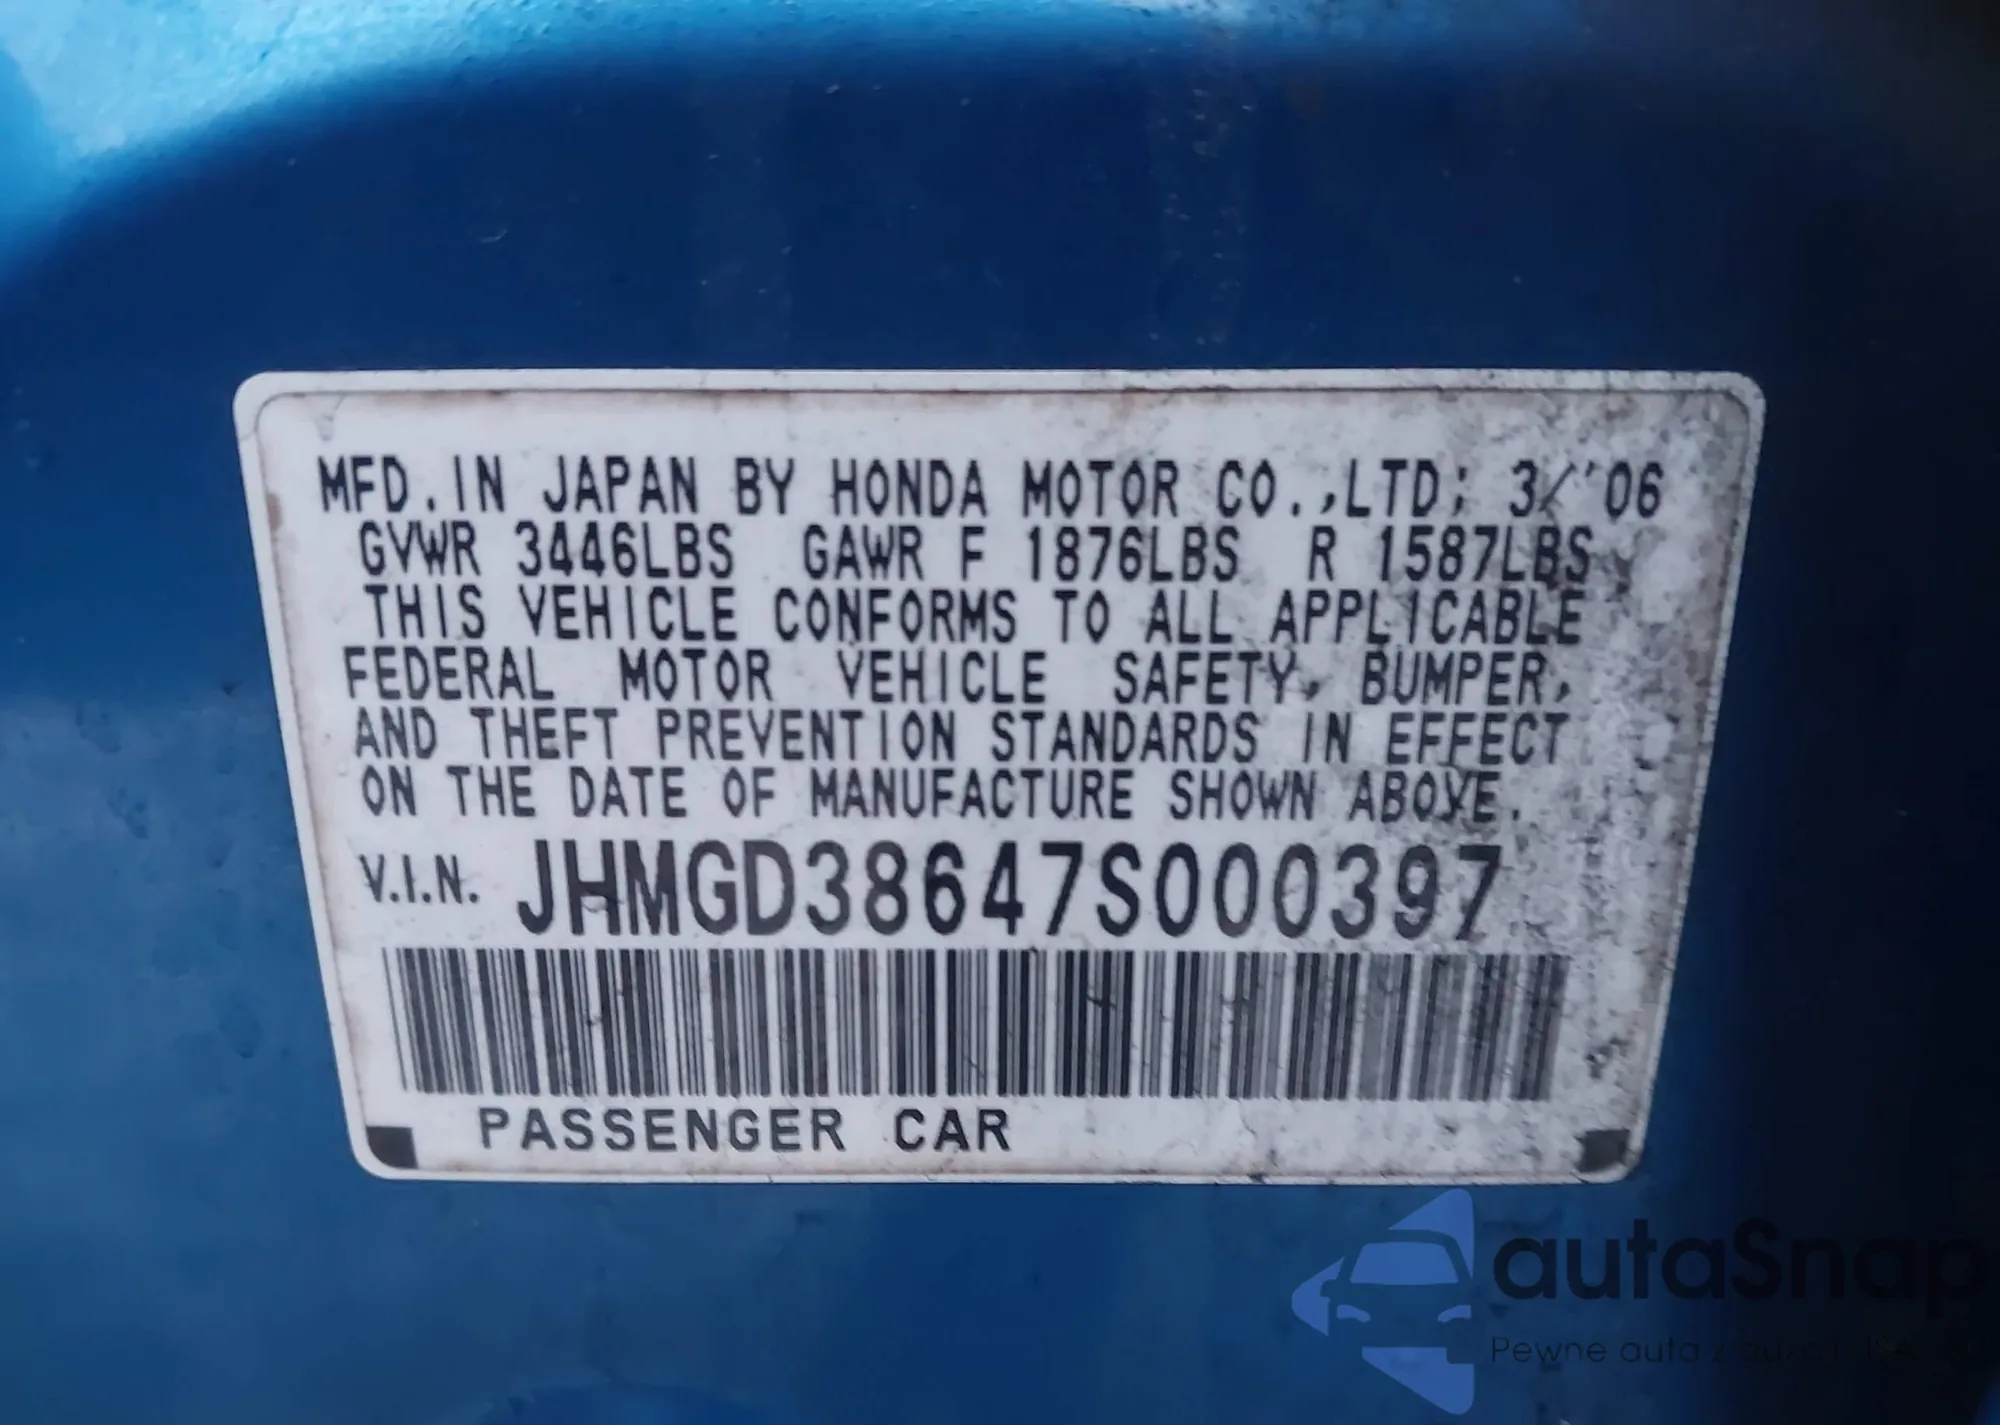 MFD. IN JAPAN BY HONDA MOTOR CO.,LTD; 3/'06
GVWR 3446LBS GAWR F 1876LBS R 1587LBS
THIS VEHICLE CONFORMS TO ALL APPLICABLE
FEDERAL MOTOR VEHICLE SAFETY, BUMPER,
AND THEFT PREVENTION STANDARDS IN EFFECT
ON THE DATE OF MANUFACTURE SHOWN ABOVE.
V.I.N. JHMGD38647S000397
PASSENGER CAR
autaSnap
Pewne auta z